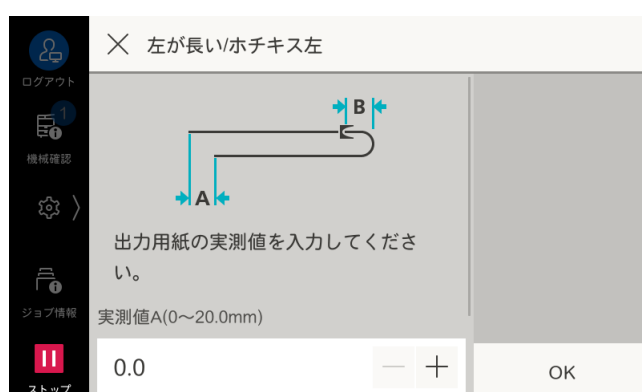 左が長い/ホチキス左
ログアウト
1
機械確認
ジョブ情報
ストップ
B
A
出力用紙の実測値を入力してくださ
い。
実測値A(0〜20.0mm)
0.0
OK